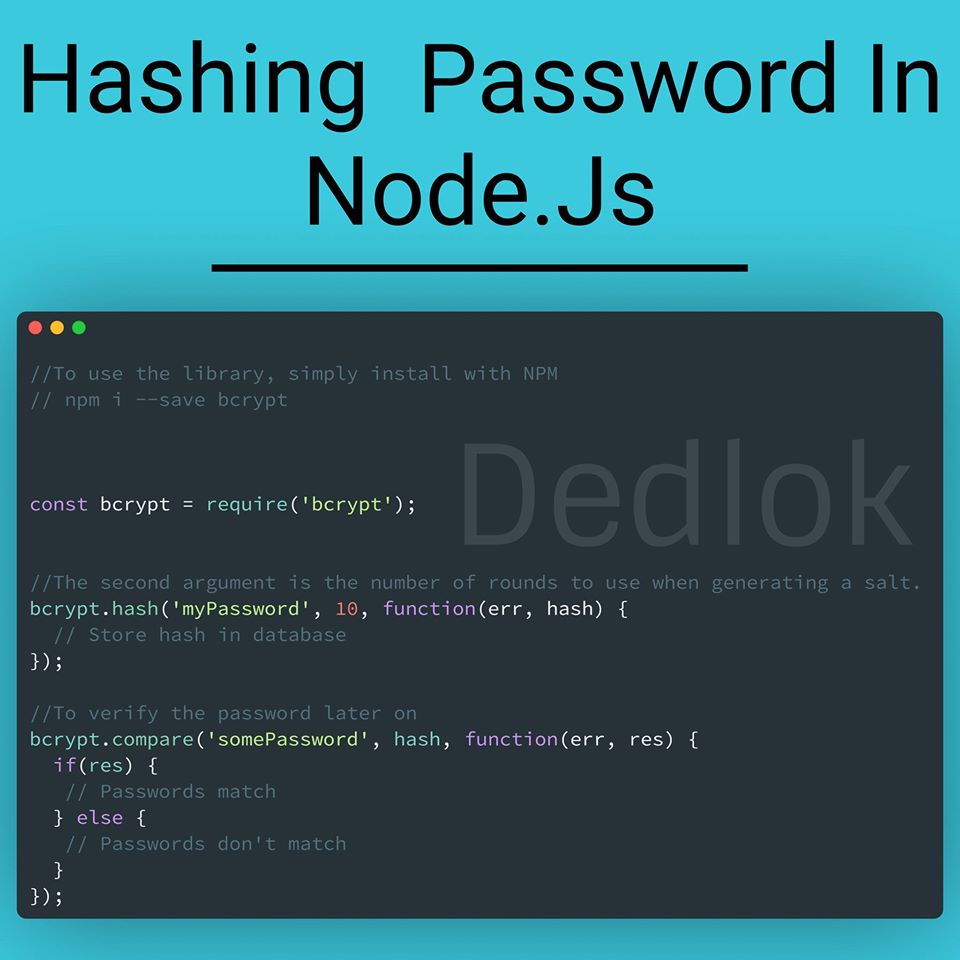 Hashing  Password In
Node.Js
//To use the library, simply install with NPM
// npm i --save bcrypt
Dedlok
const bcrypt = require('bcrypt');
//The second argument is the number of rounds to use when generating a salt.
bcrypt.hash('myPassword', 10, function(err, hash) {
  // Store hash in database
});
//To verify the password later on
bcrypt.compare('somePassword', hash, function(err, res) {
  if(res) {
   // Passwords match
  } else {
   // Passwords don't match
  }
});